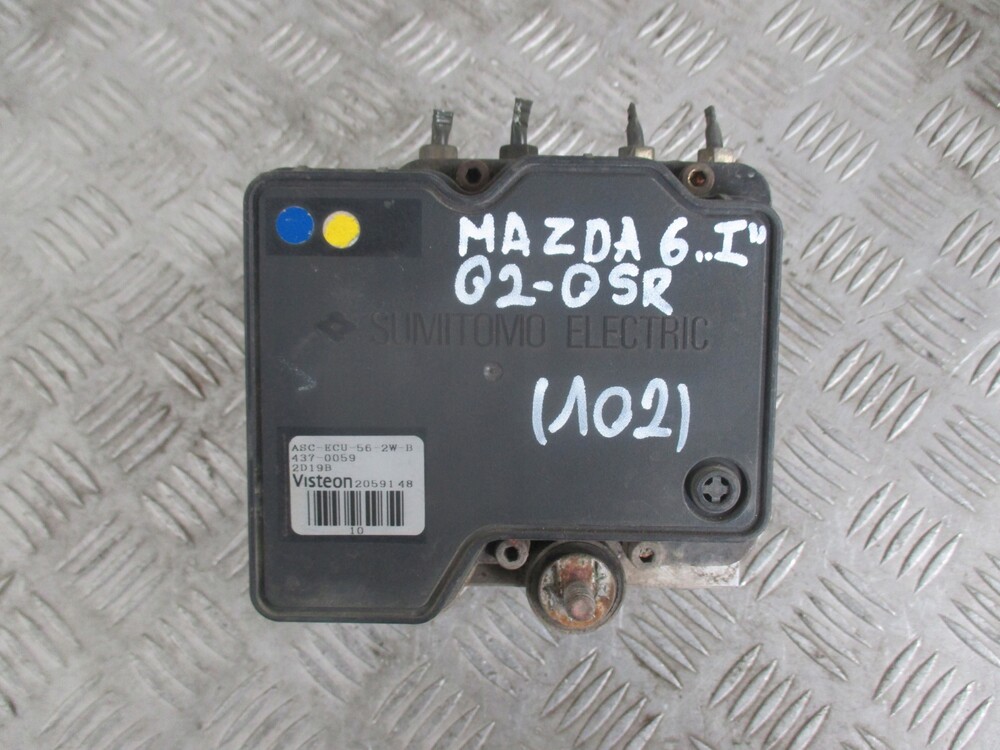 MAZDA 6 „I"
02-05R
SUMITOMO ELECTRIC
(102)
ASC-ECU-56-2W-B
437-0059
2D19B
Visteon 2059148
10